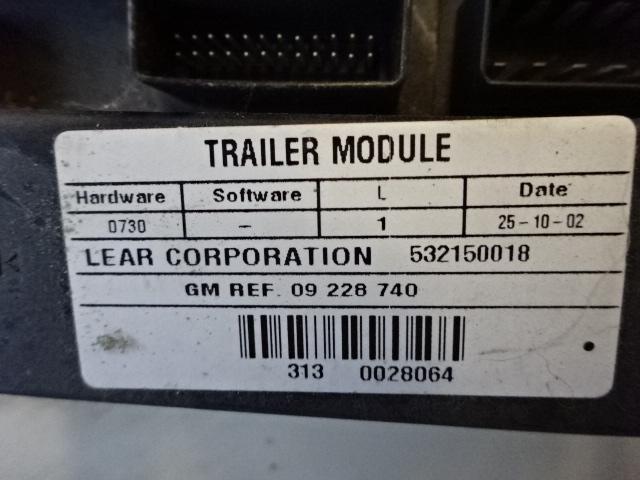 TRAILER MODULE
Hardware Software L Date
0730 - 1 25-10-02
LEAR CORPORATION 532150018
GM REF. 09 228 740
313 0028064